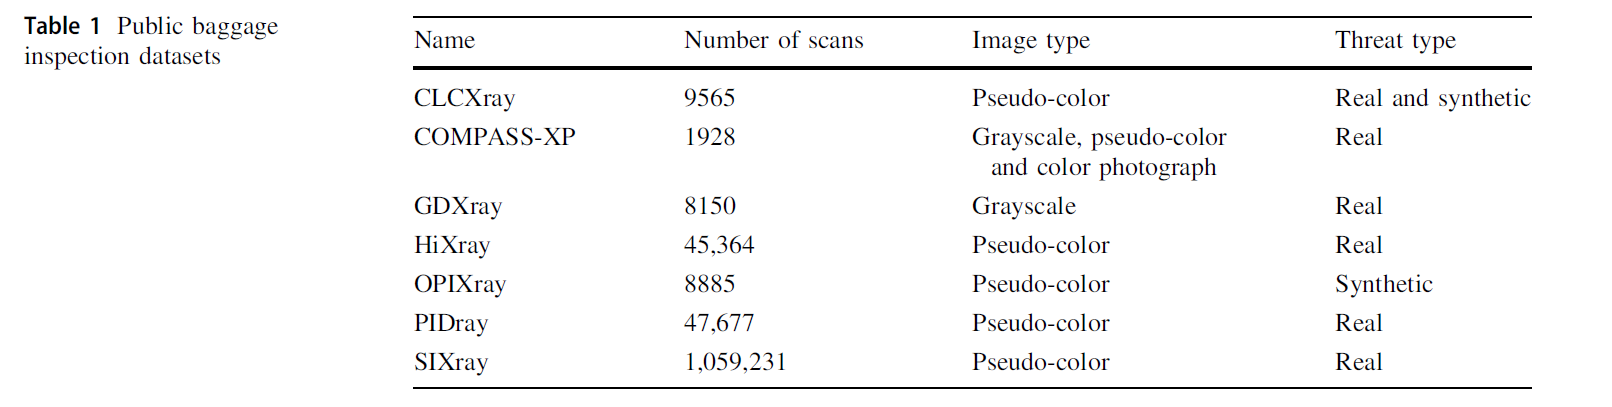 Table 1 Public baggage
inspection datasets
Name Number of scans Image type Threat type
CLCXray 9565 Pseudo-color Real and synthetic
COMPASS-XP 1928 Grayscale, pseudo-color Real
and color photograph
GDXray 8150 Grayscale Real
HiXray 45,364 Pseudo-color Real
OPIXray 8885 Pseudo-color Synthetic
PIDray 47,677 Pseudo-color Real
SIXray 1,059,231 Pseudo-color Real